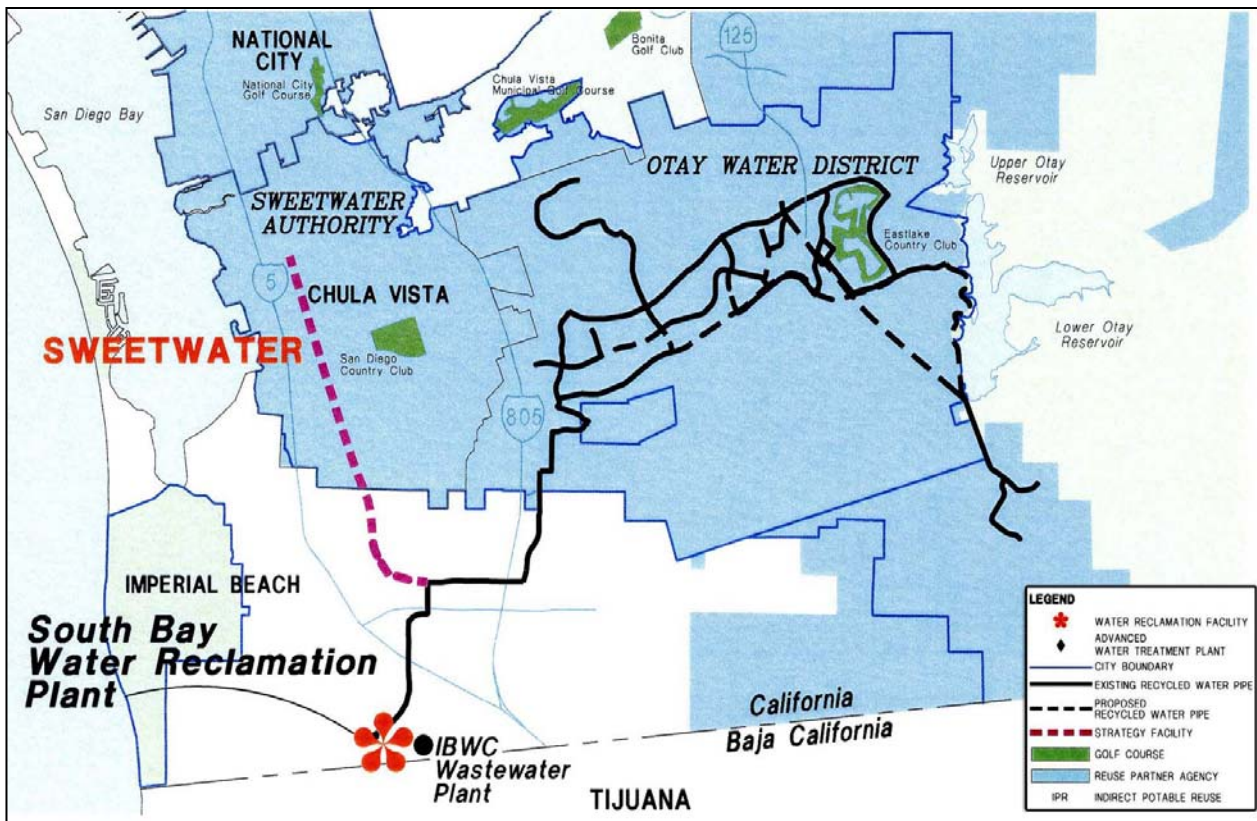 NATIONAL
CITY
National City
Golf Course
San Diego Bay
Bonita
Golf Club
125
Chula Vista
Municipal Golf Course
OTAY WATER DISTRICT
Upper Otay
Reservoir
SWEETWATER
AUTHORITY
Eastlake
Country Club
5
CHULA VISTA
SWEETWATER
San Diego
Country Club
Lower Otay
Reservoir
805
IMPERIAL BEACH
South Bay
Water Reclamation
Plant
California
Baja California
IBWC
Wastewater
Plant
TIJUANA
LEGEND
WATER RECLAMATION FACILITY
ADVANCED
WATER TREATMENT PLANT
CITY BOUNDARY
EXISTING RECYCLED WATER PIPE
PROPOSED
RECYCLED WATER PIPE
STRATEGY FACILITY
GOLF COURSE
REUSE PARTNER AGENCY
IPR INDIRECT POTABLE REUSE